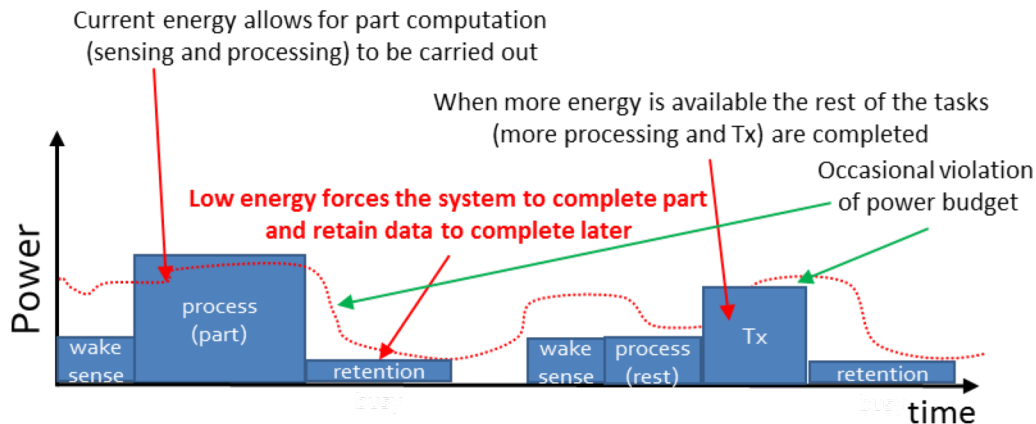 Current energy allows for part computation
(sensing and processing) to be carried out
When more energy is available the rest of the tasks
(more processing and Tx) are completed
Occasional violation
of power budget
Low energy forces the system to complete part
and retain data to complete later
Power
wake
sense
process
(part)
retention
wake
sense
process
(rest)
Tx
retention
busy
time